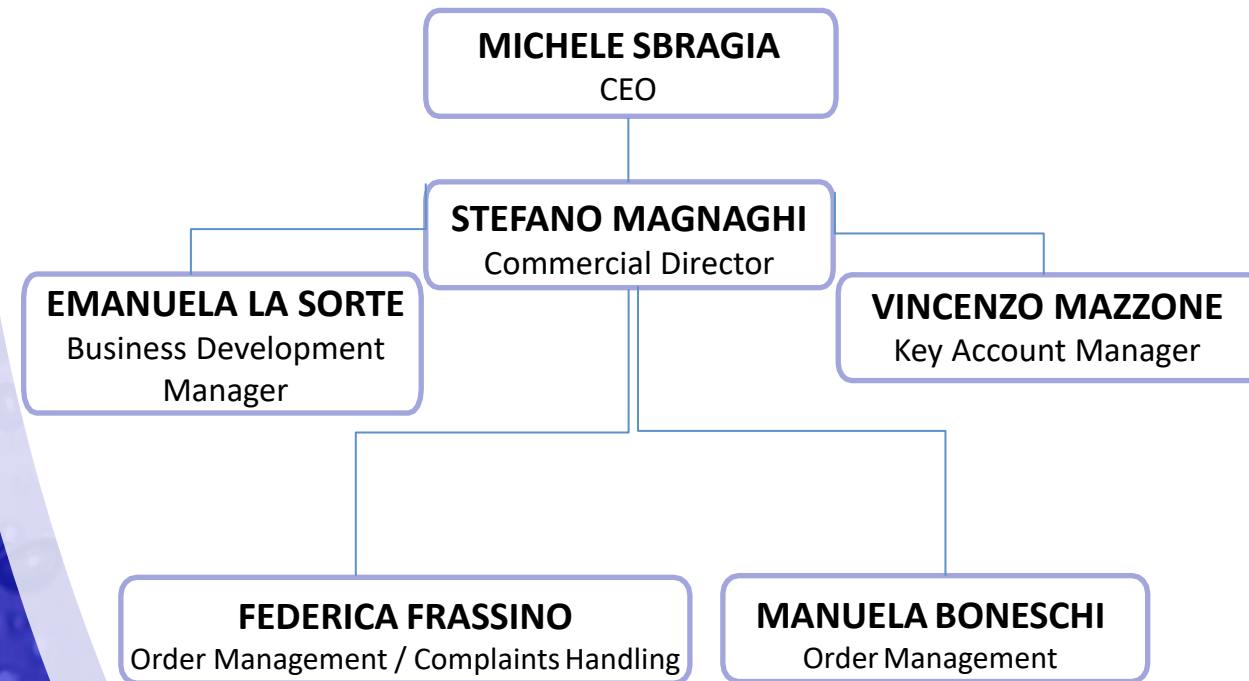 MICHELE SBRAGIA
CEO
STEFANO MAGNAGHI
Commercial Director
EMANUELA LA SORTE
Business Development
Manager
VINCENZO MAZZONE
Key Account Manager
FEDERICA FRASSINO
Order Management / Complaints Handling
MANUELA BONESCHI
Order Management